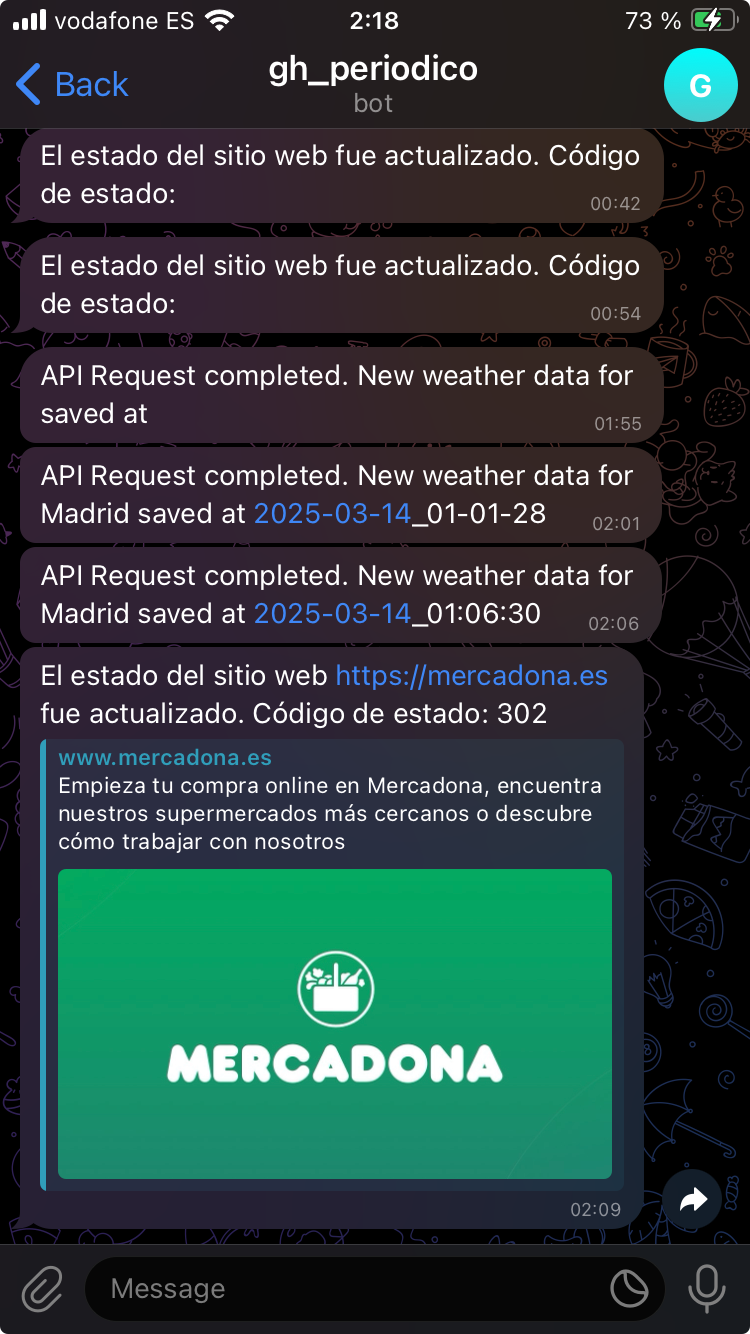 vodafone ES 2:18 73 %
Back
gh_periodico
bot
G
El estado del sitio web fue actualizado. Código
de estado:
00:42
El estado del sitio web fue actualizado. Código
de estado:
00:54
API Request completed. New weather data for
saved at
01:55
API Request completed. New weather data for
Madrid saved at 2025-03-14_01-01-28
02:01
API Request completed. New weather data for
Madrid saved at 2025-03-14_01:06:30
02:06
El estado del sitio web https://mercadona.es
fue actualizado. Código de estado: 302
www.mercadona.es
Empieza tu compra online en Mercadona, encuentra
nuestros supermercados más cercanos o descubre
cómo trabajar con nosotros
MERCADONA
02:09
Message